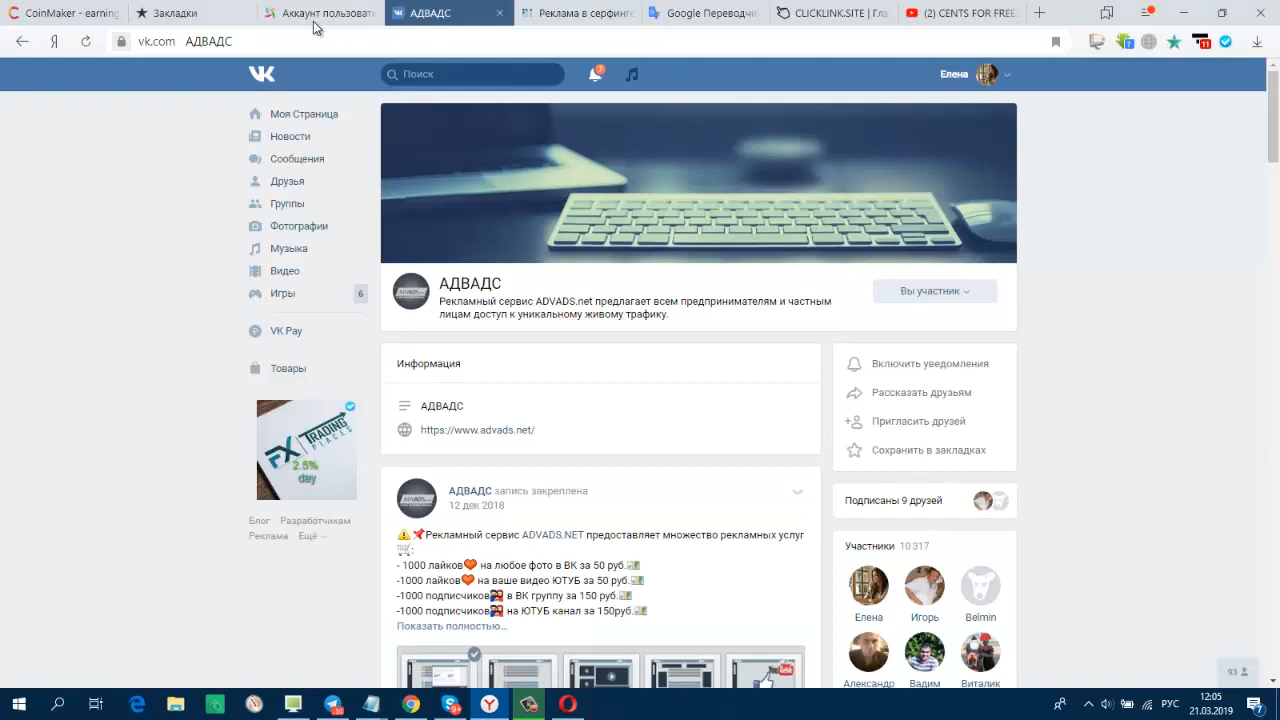 CoinMaker - earning
Закладки
Аккаунт пользоват
АДВАДС
Реклама в серфинге
Google Переводчи
CLICKLINK.SITE | Гла
(2) CENTS FOR FREE
vk.com АДВАДС
11
Поиск
7
Елена
Моя Страница
Новости
Сообщения
Друзья
Группы
Фотографии
Музыка
Видео
Игры 6
VK Pay
Товары
FX TRADING
PLACES
2.5%
day
Блог Разработчикам
Реклама Ещё
АДВАДС
Рекламный сервис ADVADS.net предлагает всем предпринимателям и частным
лицам доступ к уникальному живому трафику.
Вы участник
Информация
АДВАДС
https://www.advads.net/
АДВАДС запись закреплена
12 дек 2018
Рекламный сервис ADVADS.NET предоставляет множество рекламных услуг
:
- 1000 лайков на любое фото в ВК за 50 руб.
-1000 лайков на ваше видео ЮТУБ за 50 руб.
-1000 подписчиков в ВК группу за 150 руб.
-1000 подписчиков на ЮТУБ канал за 150руб.
Показать полностью...
Включить уведомления
Рассказать друзьям
Пригласить друзей
Сохранить в закладках
Подписаны 9 друзей
Участники 10 317
Елена Игорь Belmin
Александр Вадим Виталик
93
РУС
12:05
21.03.2019